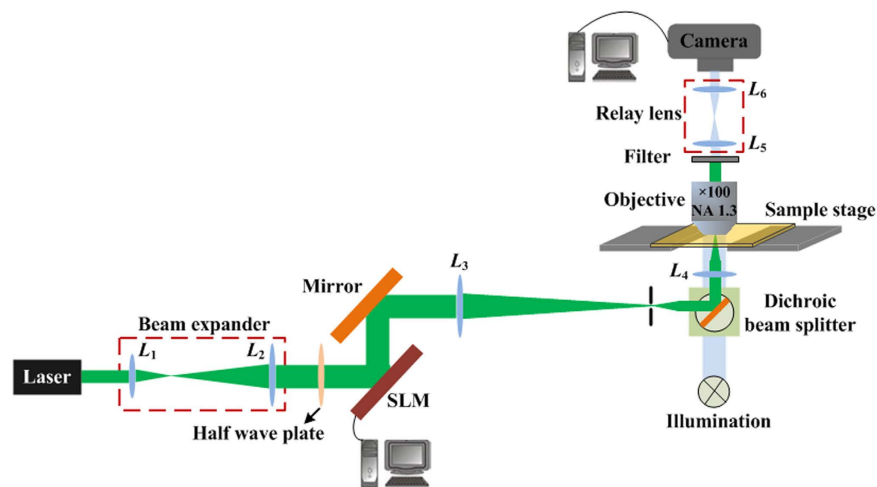 Camera
L6
Relay lens
L5
Filter
Objective
×100
NA 1.3
Sample stage
L3
L4
Mirror
Dichroic
beam splitter
Beam expander
L1
L2
Laser
SLM
Half wave plate
Illumination